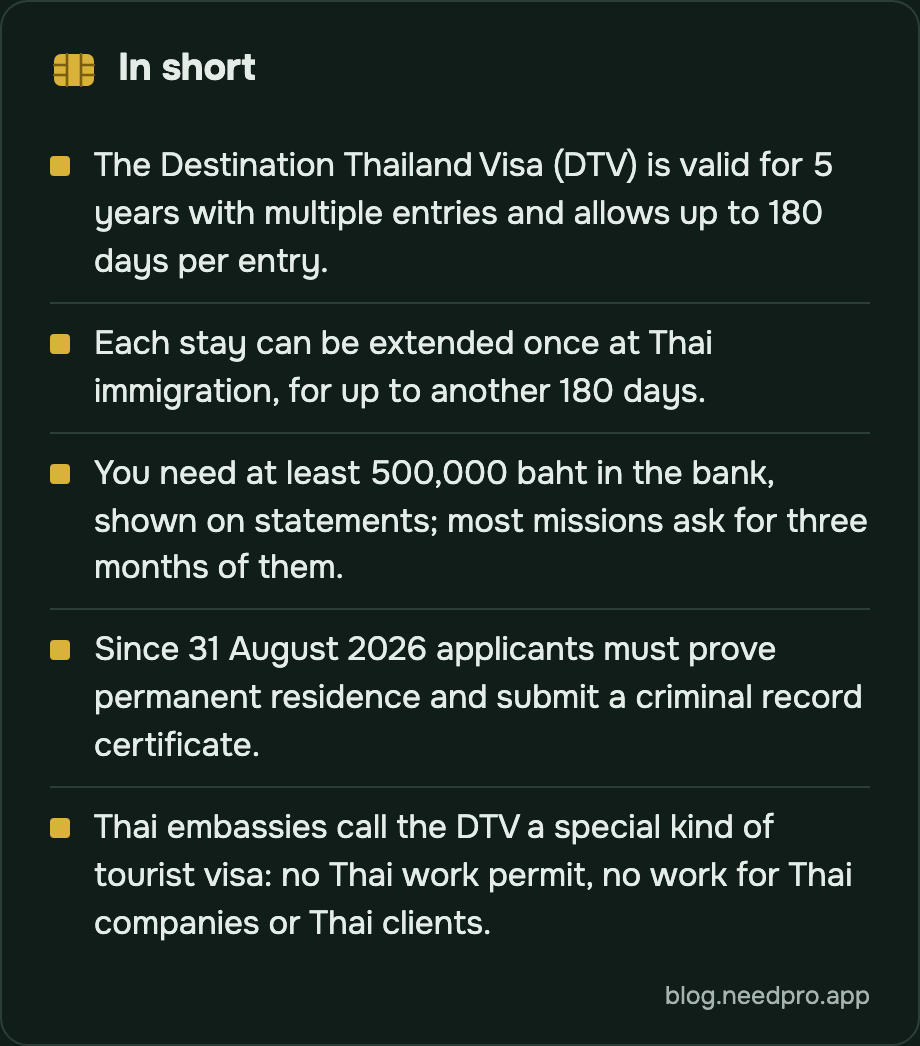 In short
The Destination Thailand Visa (DTV) is valid for 5
years with multiple entries and allows up to 180
days per entry.
Each stay can be extended once at Thai
immigration, for up to another 180 days.
You need at least 500,000 baht in the bank,
shown on statements; most missions ask for three
months of them.
Since 31 August 2026 applicants must prove
permanent residence and submit a criminal record
certificate.
Thai embassies call the DTV a special kind of
tourist visa: no Thai work permit, no work for Thai
companies or Thai clients.
blog.needpro.app